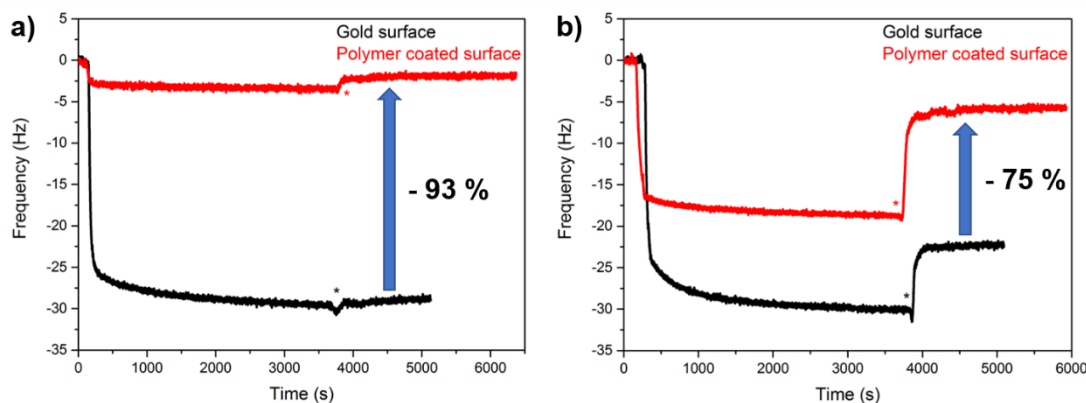 a)
Gold surface
Polymer coated surface
5
0
-5
-10
-15
-20
-25
-30
-35
Frequency (Hz)
*
*
- 93 %
0 1000 2000 3000 4000 5000 6000
Time (s)
b)
Gold surface
Polymer coated surface
5
0
-5
-10
-15
-20
-25
-30
-35
Frequency (Hz)
*
*
- 75 %
0 1000 2000 3000 4000 5000 6000
Time (s)